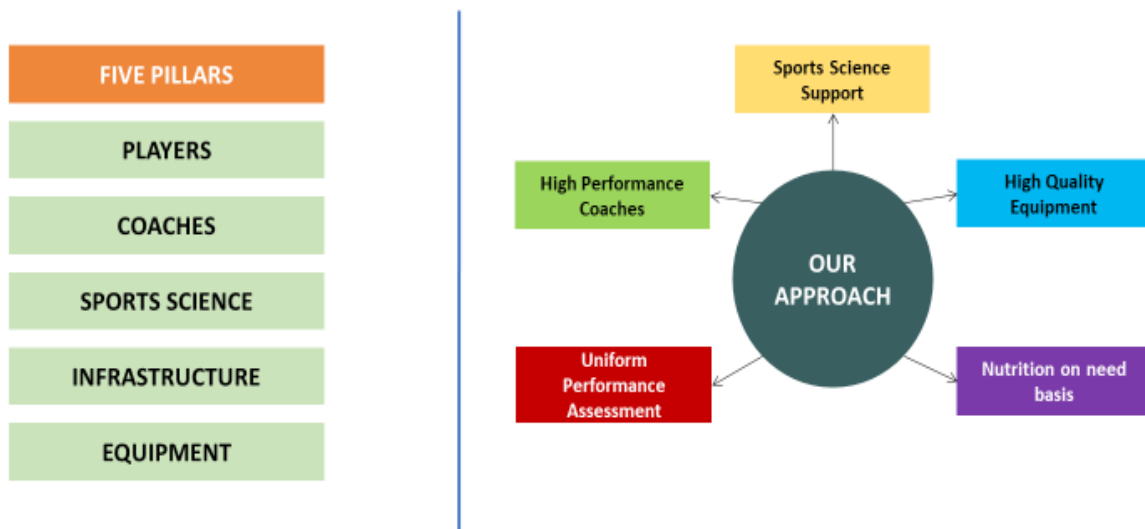 FIVE PILLARS
PLAYERS
COACHES
SPORTS SCIENCE
INFRASTRUCTURE
EQUIPMENT
Sports Science
Support
High Performance
Coaches
High Quality
Equipment
OUR
APPROACH
Uniform
Performance
Assessment
Nutrition on need
basis